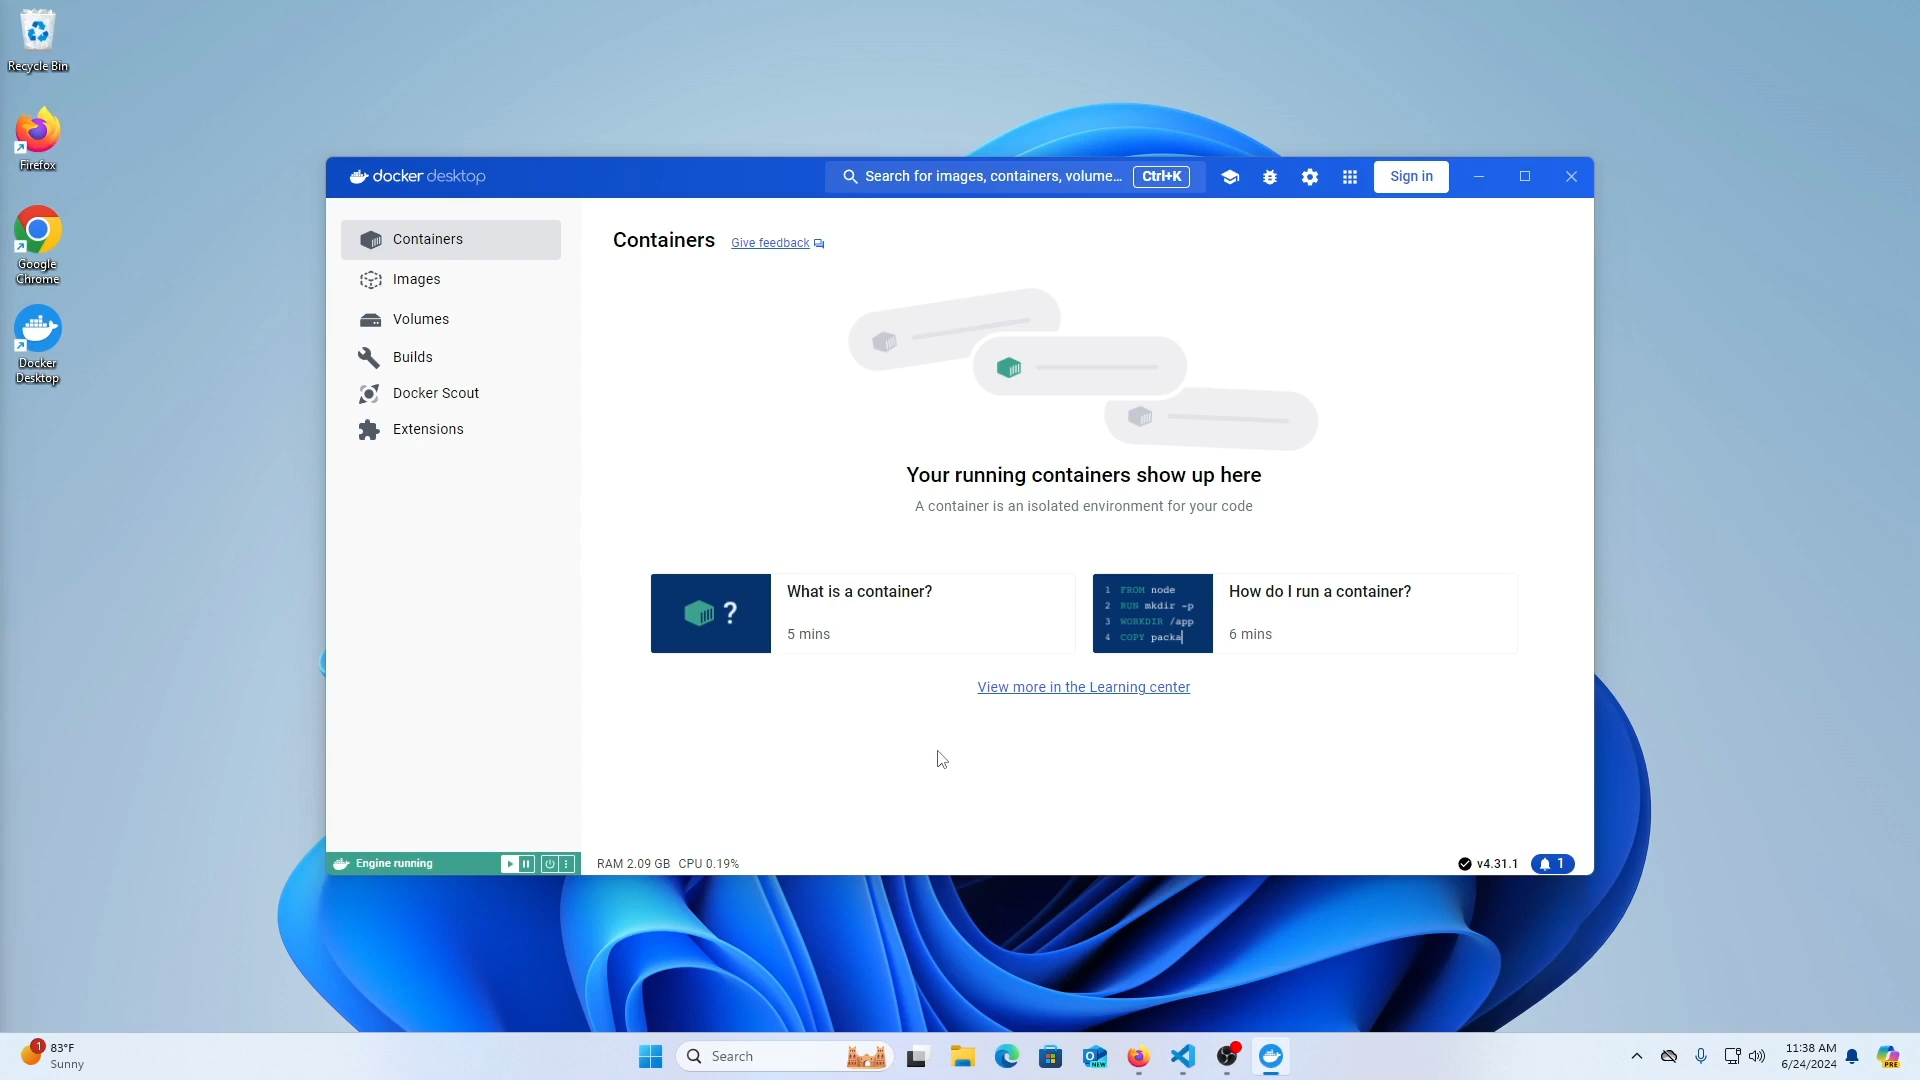 Recycle Bin
Firefox
Google
Chrome
Docker
Desktop
docker desktop
Search for images, containers, volume... Ctrl+K
Sign in
Containers
Images
Volumes
Builds
Docker Scout
Extensions
Containers Give feedback
Your running containers show up here
A container is an isolated environment for your code
?
What is a container?
5 mins
1 FROM node
2 RUN mkdir -p
3 WORKDIR /app
4 COPY packa
How do I run a container?
6 mins
View more in the Learning center
Engine running
RAM 2.09 GB CPU 0.19%
v4.31.1
1
1
83°F
Sunny
Search
NEW
11:38 AM
6/24/2024
PRE